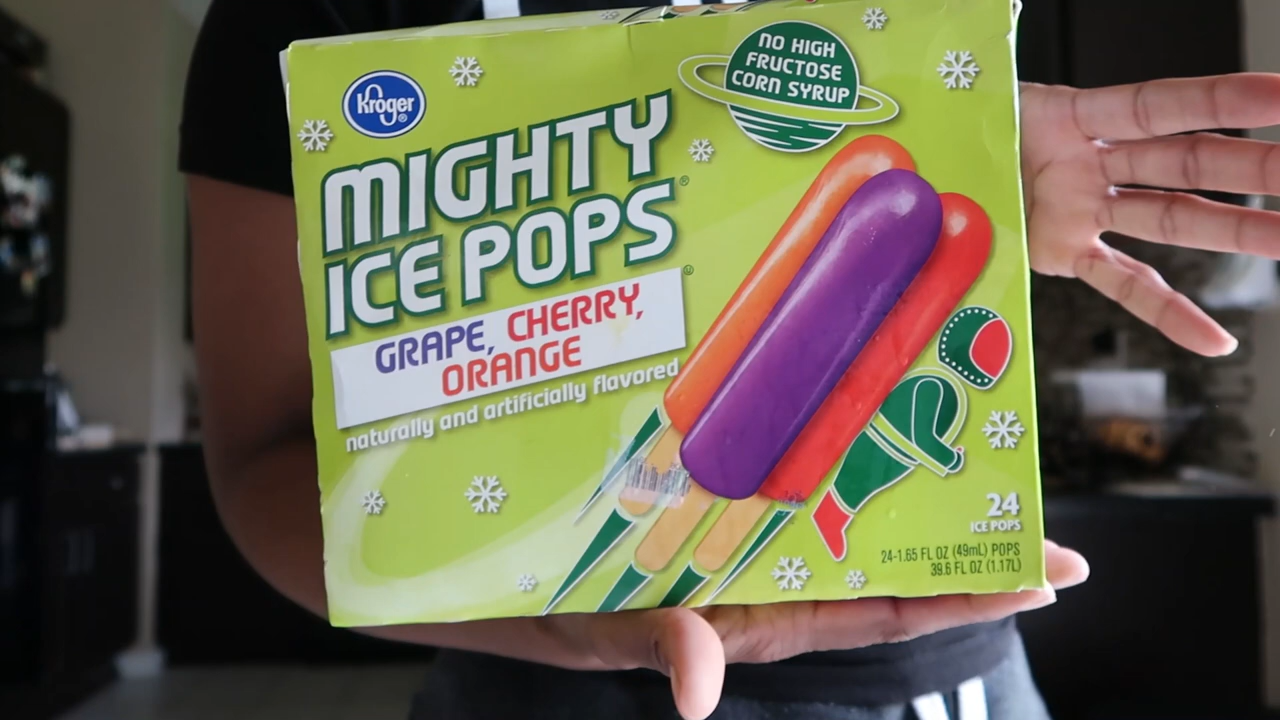 Kroger®
NO HIGH
FRUCTOSE
CORN SYRUP
MIGHTY
ICE POPS®
GRAPE, CHERRY,
ORANGE
naturally and artificially flavored
24
ICE POPS
24-1.65 FL OZ (49mL) POPS
39.6 FL OZ (1.17L)